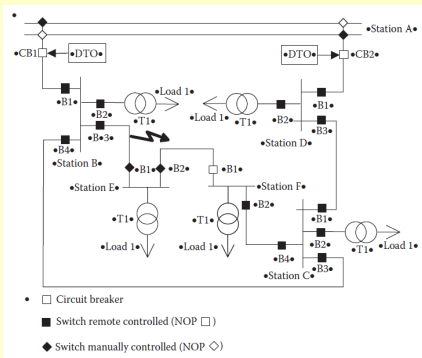 •
•Station A•
•CB1
•DTO•
•DTO•
•CB2•
•B1•
•Load 1•
•B1•
•B2•
•T1•
•Load 1•
•T1•
•B2•
•B•3•
•B3•
•B4•
•Station D•
•Station B•
•B1•
•B2•
•B1•
•Station E•
•Station F•
•B2•
•B1•
•T1•
•T1•
•B2•
•Load 1•
•T1•
•Load 1•
•Load 1•
•B4•
•B3•
•Station C•
• Circuit breaker
Switch remote controlled (NOP )
Switch manually controlled (NOP )